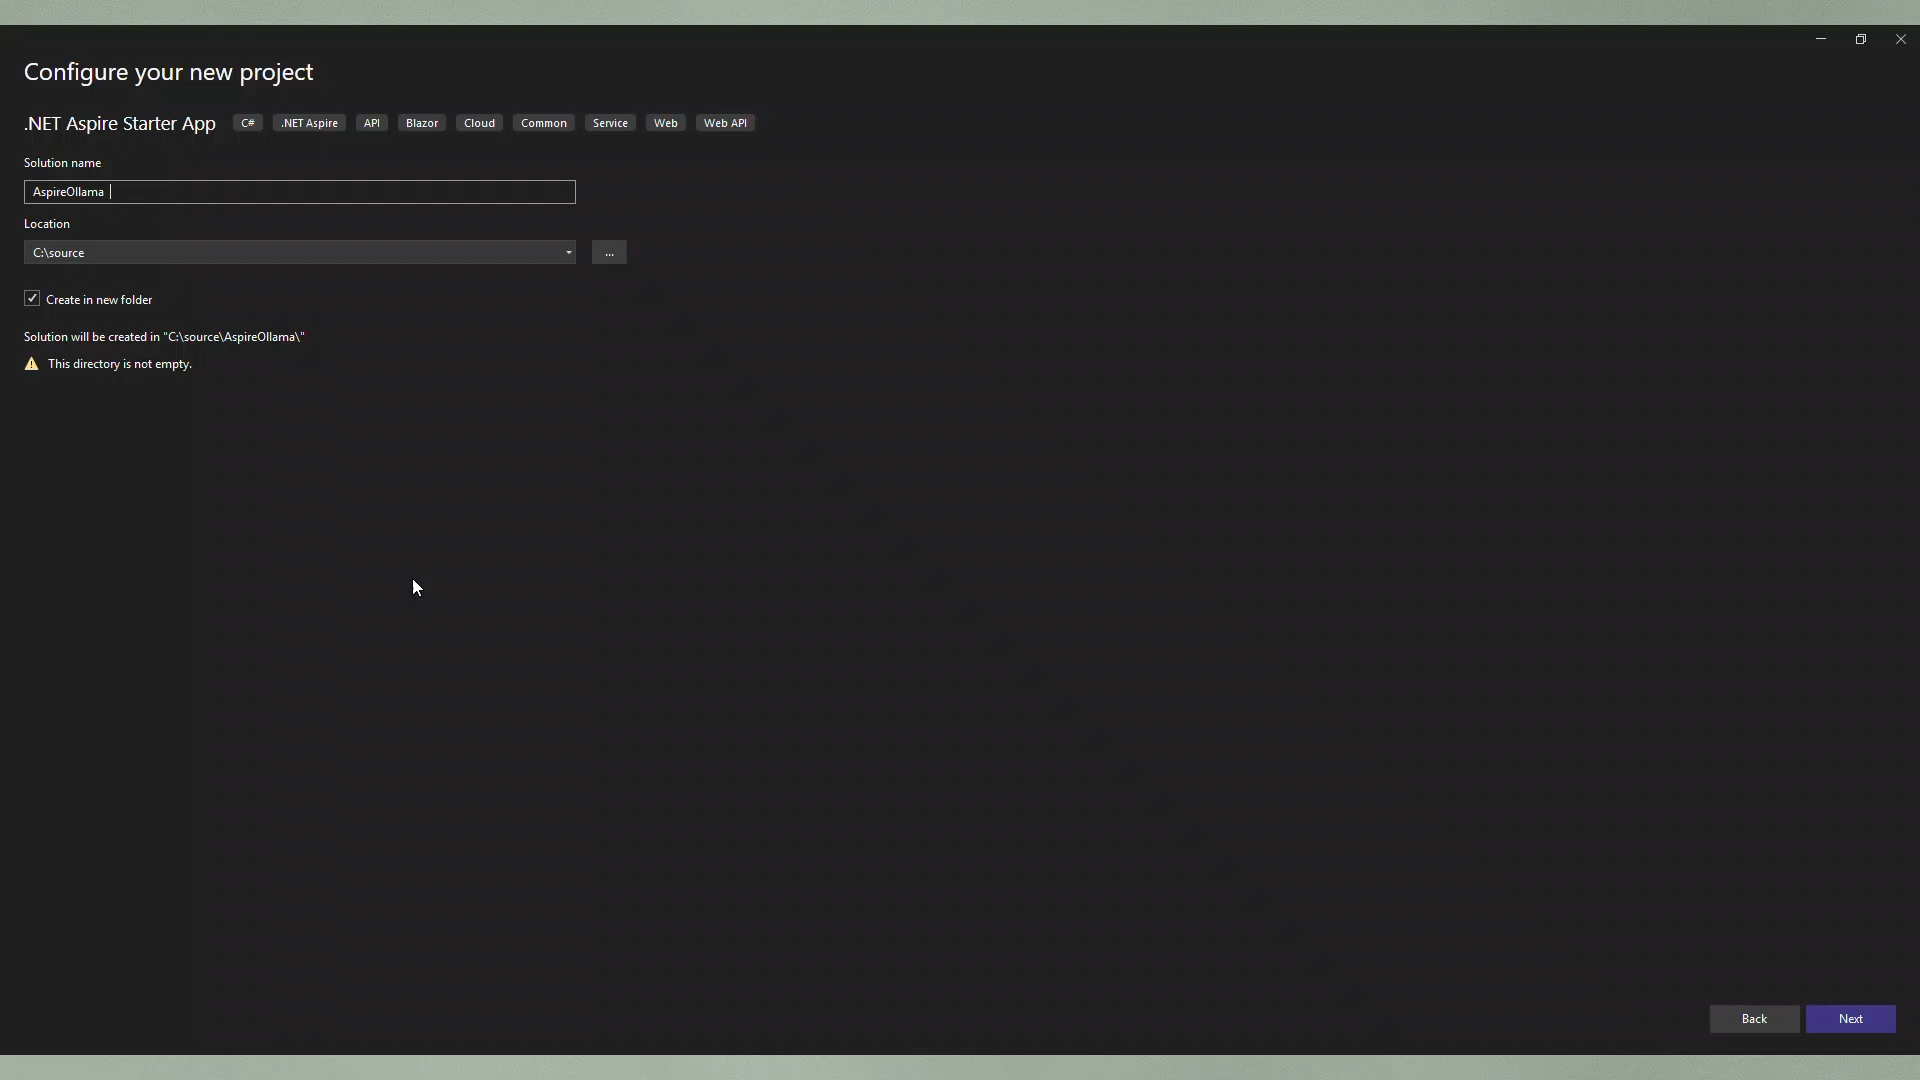 Configure your new project
.NET Aspire Starter App C# .NET Aspire API Blazor Cloud Common Service Web Web API
Solution name
AspireOllama
Location
C:\source ...
Create in new folder
Solution will be created in "C:\source\AspireOllama\"
This directory is not empty.
Back Next